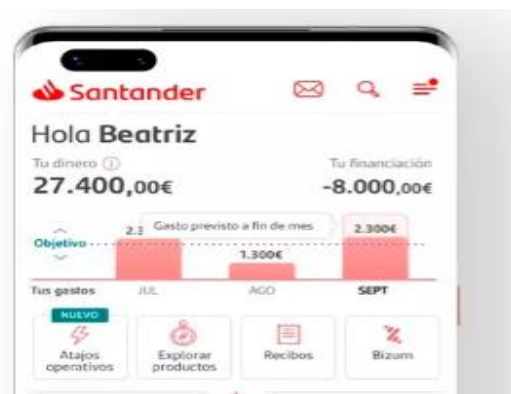 Santander
Hola Beatriz
Tu dinero
Tu financiación
27.400,00€
-8.000,00€
Gasto previsto a fin de mes
2.300€
Objetivo
1.300€
Tus gastos JUL AGO SEPT
NUEVO
Atajos operativos
Explorar productos
Recibos
Bizum